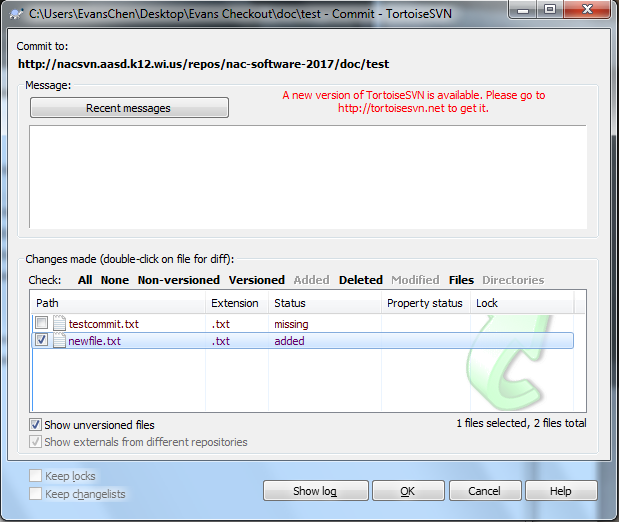 C:\Users\EvansChen\Desktop\Evans Checkout\doc\test - Commit - TortoiseSVN
Commit to:
http://nacsvn.aasd.k12.wi.us/repos/nac-software-2017/doc/test
Message:
Recent messages
A new version of TortoiseSVN is available. Please go to
http://tortoisesvn.net to get it.
Changes made (double-click on file for diff):
Check: All None Non-versioned Versioned Added Deleted Modified Files Directories
Path Extension Status Property status Lock
testcommit.txt .txt missing
newfile.txt .txt added
Show unversioned files
1 files selected, 2 files total
Show externals from different repositories
Keep locks
Keep changelists
Show log OK Cancel Help